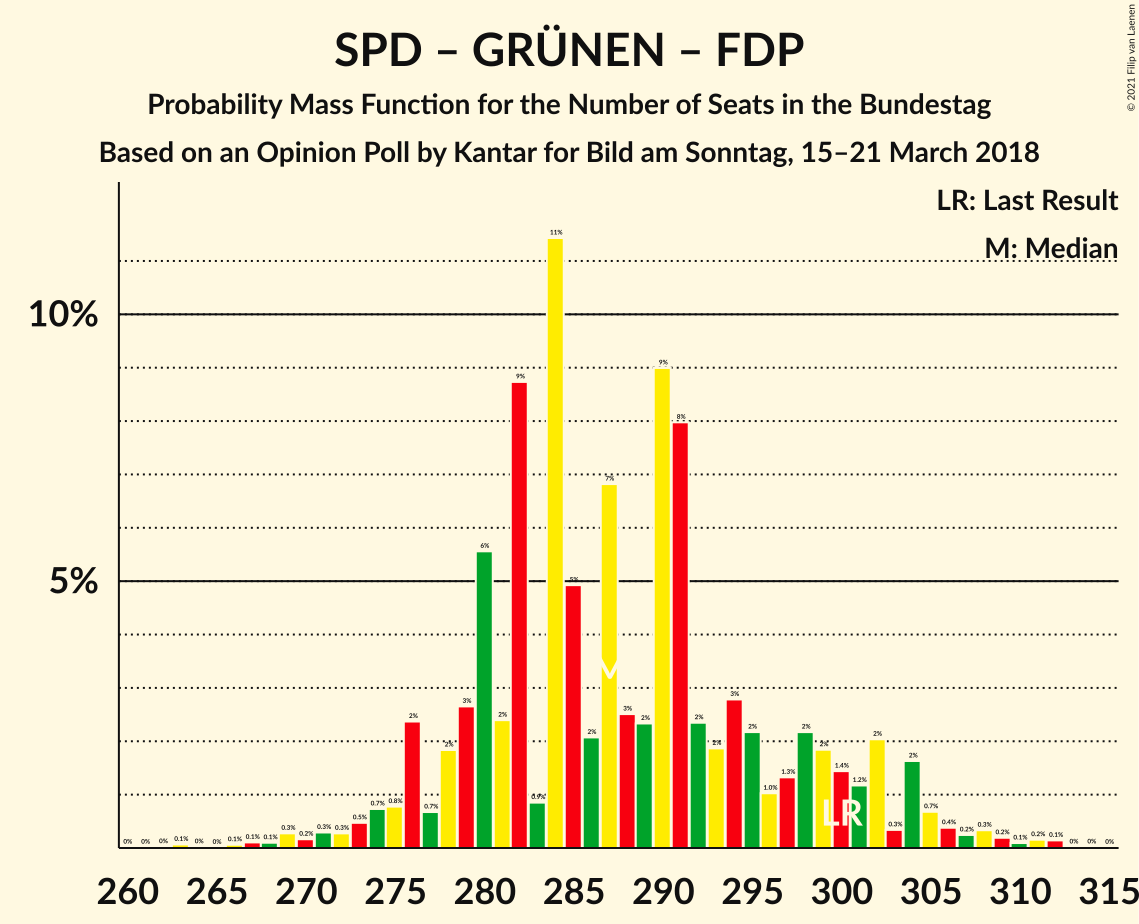 SPD – GRÜNEN – FDP
Probability Mass Function for the Number of Seats in the Bundestag
Based on an Opinion Poll by Kantar for Bild am Sonntag, 15–21 March 2018
© 2021 Filip van Laenen
LR: Last Result
M: Median
10%
5%
0% 0% 0% 0.1% 0% 0% 0.1% 0.1% 0.1% 0.3% 0.2% 0.3% 0.3% 0.5% 0.7% 0.8% 2% 0.7% 2% 3% 6% 2% 9% 0.9% 11% 5% 2% 7% 3% 2% 9% 8% 2% 2% 3% 2% 1.0% 1.3% 2% 2% 1.4% 1.2% 2% 0.3% 2% 0.7% 0.4% 0.2% 0.3% 0.2% 0.1% 0.2% 0.1% 0% 0% 0%
M
LR
260 265 270 275 280 285 290 295 300 305 310 315